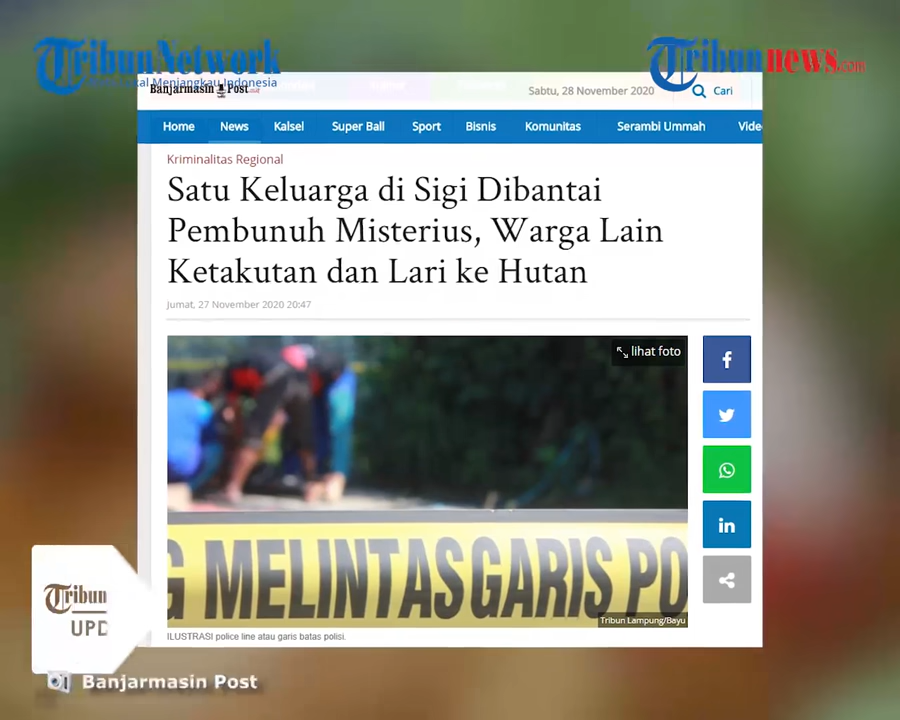 TribunNetwork
Tribunnews.com
Menjangkau Indonesia
Banjarmasin Post
Sabtu, 28 November 2020
Cari
Home News Kalsel Super Ball Sport Bisnis Komunitas Serambi Ummah Vide
Kriminalitas Regional
Satu Keluarga di Sigi Dibantai
Pembunuh Misterius, Warga Lain
Ketakutan dan Lari ke Hutan
Jumat, 27 November 2020 20:47
lihat foto
G MELINTAS GARIS PO
Tribun Lampung/Bayu
ILUSTRASI police line atau garis batas polisi.
Tribun
UPD
Banjarmasin Post